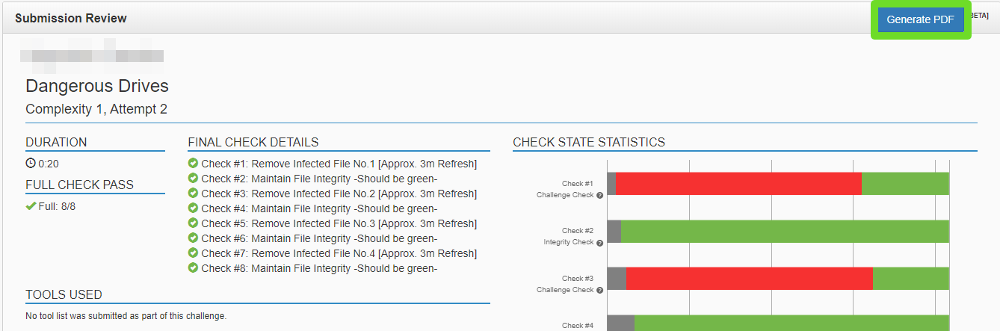 Submission Review
Generate PDF
BETA]
Dangerous Drives
Complexity 1, Attempt 2
DURATION
0:20
FULL CHECK PASS
Full: 8/8
FINAL CHECK DETAILS
Check #1: Remove Infected File No.1 [Approx. 3m Refresh]
Check #2: Maintain File Integrity -Should be green-
Check #3: Remove Infected File No.2 [Approx. 3m Refresh]
Check #4: Maintain File Integrity -Should be green-
Check #5: Remove Infected File No.3 [Approx. 3m Refresh]
Check #6: Maintain File Integrity -Should be green-
Check #7: Remove Infected File No.4 [Approx. 3m Refresh]
Check #8: Maintain File Integrity -Should be green-
TOOLS USED
No tool list was submitted as part of this challenge.
CHECK STATE STATISTICS
Check #1
Challenge Check ?
Check #2
Integrity Check ?
Check #3
Challenge Check ?
Check #4